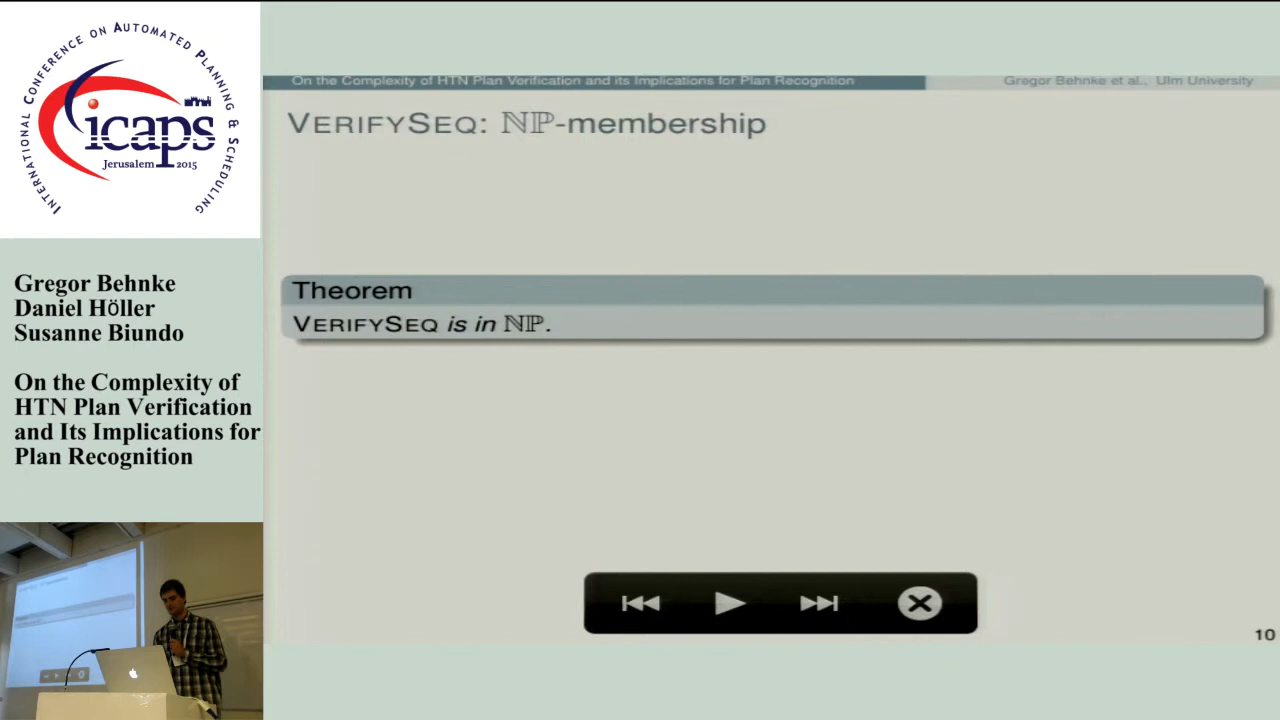 INTERNATIONAL CONFERENCE ON AUTOMATED PLANNING & SCHEDULING
icaps
Jerusalem 2015
Gregor Behnke
Daniel Höller
Susanne Biundo
On the Complexity of
HTN Plan Verification
and Its Implications for
Plan Recognition
On the Complexity of HTN Plan Verification and its Implications for Plan Recognition
Gregor Behnke et al., Ulm University
VERIFYSEQ: ℕℙ-membership
Theorem
VERIFYSEQ is in ℕℙ.
10